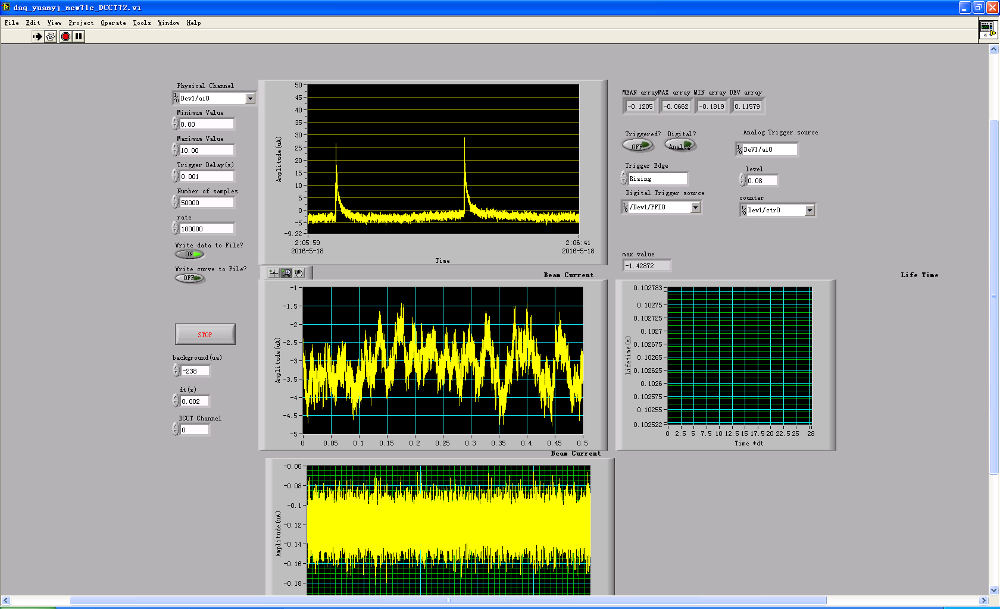 daq_yuanyj_new71e_DCCT72.vi
File Edit View Project Operate Tools Window Help
4
Physical Channel
Dev1/ai0
Minimum Value
0.00
Maximum Value
10.00
Trigger Delay(s)
0.001
Number of samples
50000
rate
100000
Write data to File?
ON
Write curve to File?
OFF
STOP
background(ua)
-238
dt(s)
0.002
DCCT Channel
0
Amplitude(uA)
50
45
40
35
30
25
20
15
10
5
0
-5
-9.22
2:05:59
2016-5-18
2:06:41
2016-5-18
Time
MEAN array MAX array MIN array DEV array
-0.1205 -0.0662 -0.1819 0.11579
Triggered? Digital?
OFF Analog
Analog Trigger source
DeV1/ai0
Trigger Edge
Rising
level
0.08
Digital Trigger source
/Dev1/PFI0
counter
Dev1/ctr0
max value
-1.42872
Beam Current
Amplitude(uA)
-1
-1.5
-2
-2.5
-3
-3.5
-4
-4.5
-5
0 0.05 0.1 0.15 0.2 0.25 0.3 0.35 0.4 0.45 0.5
Life Time
Lifetime(s)
0.102783
0.10275
0.102725
0.1027
0.102675
0.10265
0.102625
0.1026
0.102575
0.10255
0.102522
0 2.5 5 7.5 10 12.5 15 17.5 20 22.5 25 28
Time *dt
Beam Current
Amplitude(uA)
-0.06
-0.08
-0.1
-0.12
-0.14
-0.16
-0.18